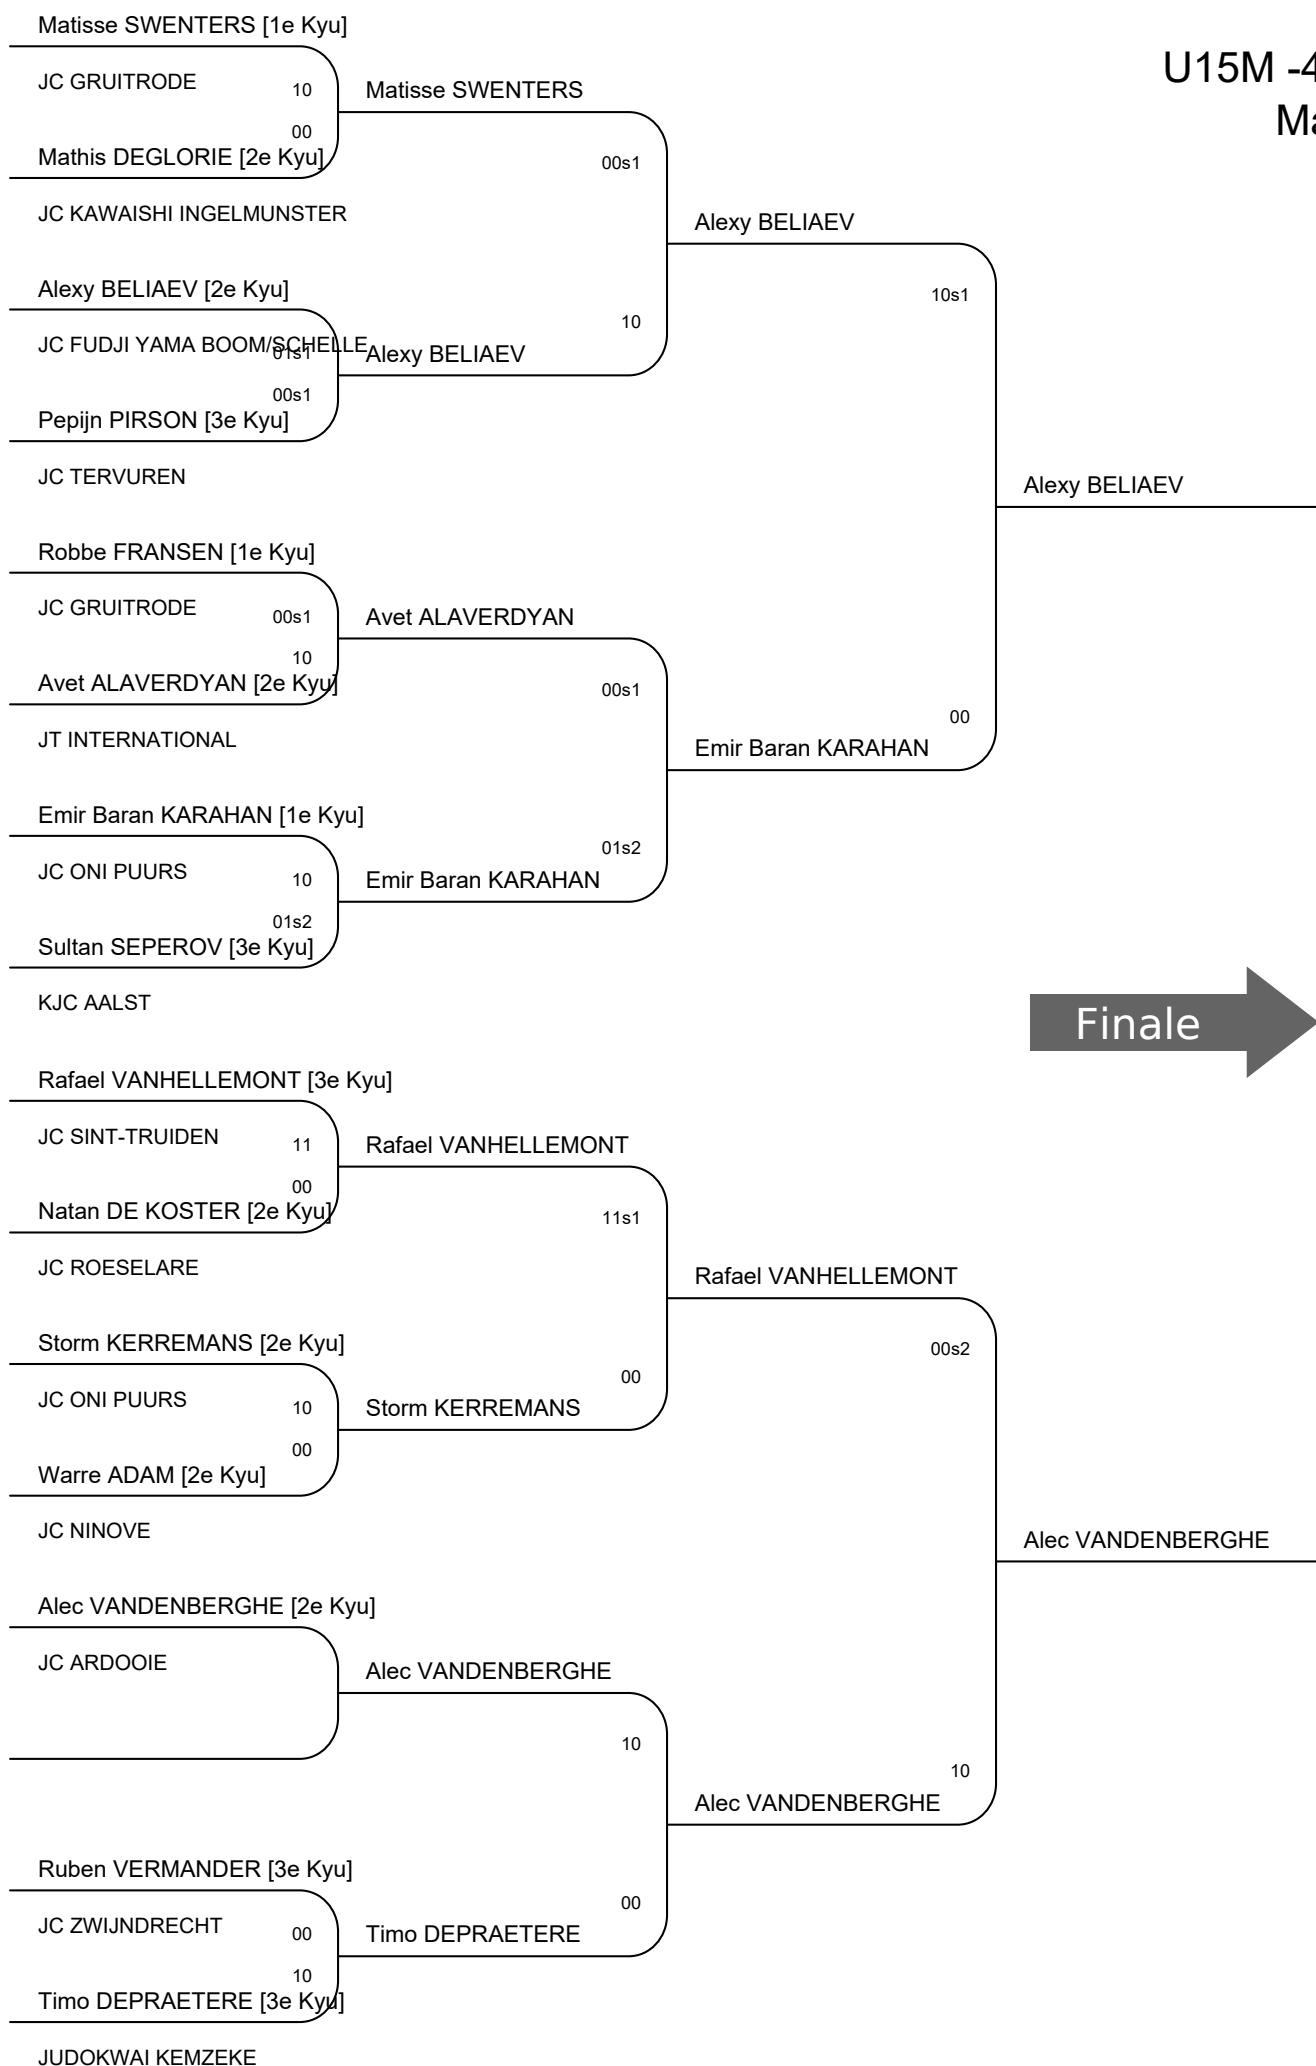 Matisse SWENTERS [1e Kyu]
JC GRUITRODE
10
Matisse SWENTERS
00
Mathis DEGLORIE [2e Kyu]
JC KAWAISHI INGELMUNSTER
U15M -4
Ma
00s1
Alexy BELIAEV
10s1
Alexy BELIAEV [2e Kyu]
JC FUDJI YAMA BOOM/SCHELLE
01s1
Alexy BELIAEV
10
00s1
Pepijn PIRSON [3e Kyu]
JC TERVUREN
Alexy BELIAEV
Robbe FRANSEN [1e Kyu]
JC GRUITRODE
00s1
Avet ALAVERDYAN
10
Avet ALAVERDYAN [2e Kyu]
JT INTERNATIONAL
00s1
00
Emir Baran KARAHAN
Emir Baran KARAHAN [1e Kyu]
JC ONI PUURS
10
01s2
Emir Baran KARAHAN
01s2
Sultan SEPEROV [3e Kyu]
KJC AALST
Finale
Rafael VANHELLEMONT [3e Kyu]
JC SINT-TRUIDEN
11
Rafael VANHELLEMONT
00
Natan DE KOSTER [2e Kyu]
JC ROESELARE
11s1
Rafael VANHELLEMONT
00s2
Storm KERREMANS [2e Kyu]
JC ONI PUURS
10
00
Storm KERREMANS
00
Warre ADAM [2e Kyu]
JC NINOVE
Alec VANDENBERGHE
Alec VANDENBERGHE [2e Kyu]
JC ARDOOIE
Alec VANDENBERGHE
10
10
Alec VANDENBERGHE
Ruben VERMANDER [3e Kyu]
JC ZWIJNDRECHT
00
00
Timo DEPRAETERE
10
Timo DEPRAETERE [3e Kyu]
JUDOKWAI KEMZEKE